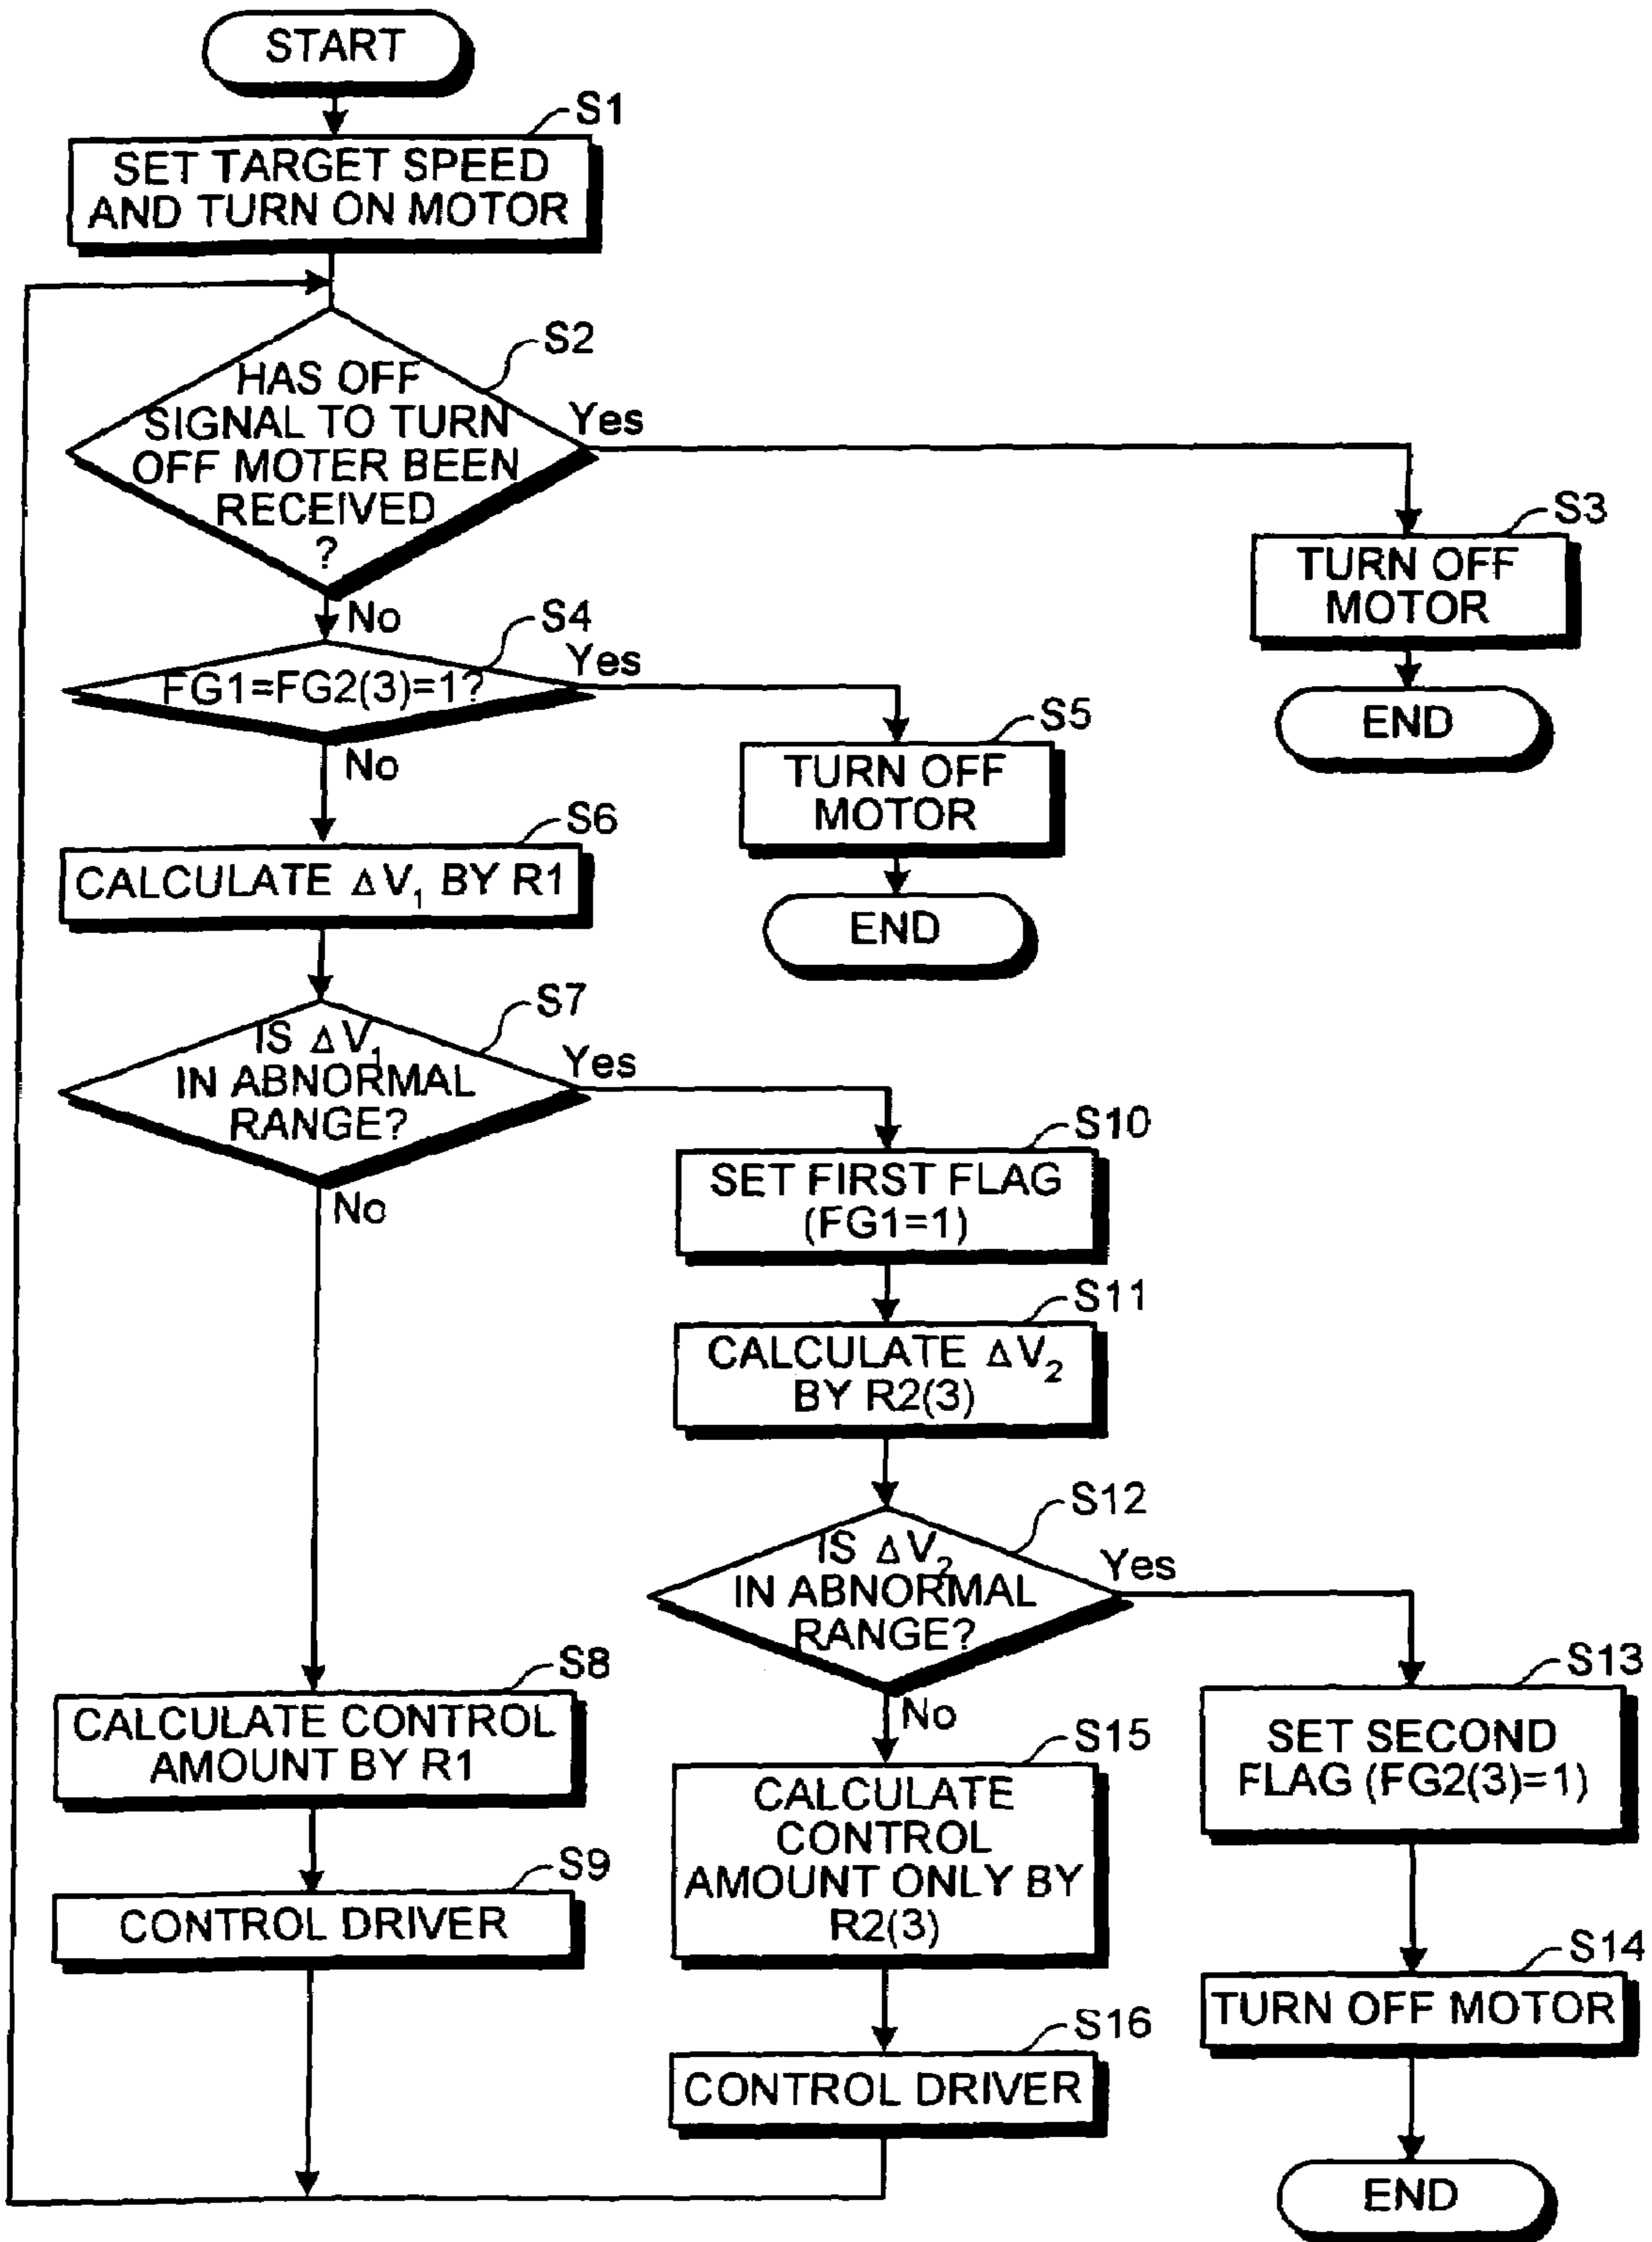 START
S1
SET TARGET SPEED
AND TURN ON MOTOR
S2
HAS OFF
SIGNAL TO TURN
OFF MOTER BEEN
RECEIVED
?
Yes
No
S3
TURN OFF
MOTOR
END
S4
FG1=FG2(3)=1?
Yes
No
S5
TURN OFF
MOTOR
END
S6
CALCULATE ΔV₁ BY R1
S7
IS ΔV₁
IN ABNORMAL
RANGE?
Yes
No
S10
SET FIRST FLAG
(FG1=1)
S11
CALCULATE ΔV₂
BY R2(3)
S12
IS ΔV₂
IN ABNORMAL
RANGE?
Yes
No
S8
CALCULATE CONTROL
AMOUNT BY R1
S9
CONTROL DRIVER
S15
CALCULATE
CONTROL
AMOUNT ONLY BY
R2(3)
S16
CONTROL DRIVER
S13
SET SECOND
FLAG (FG2(3)=1)
S14
TURN OFF MOTOR
END